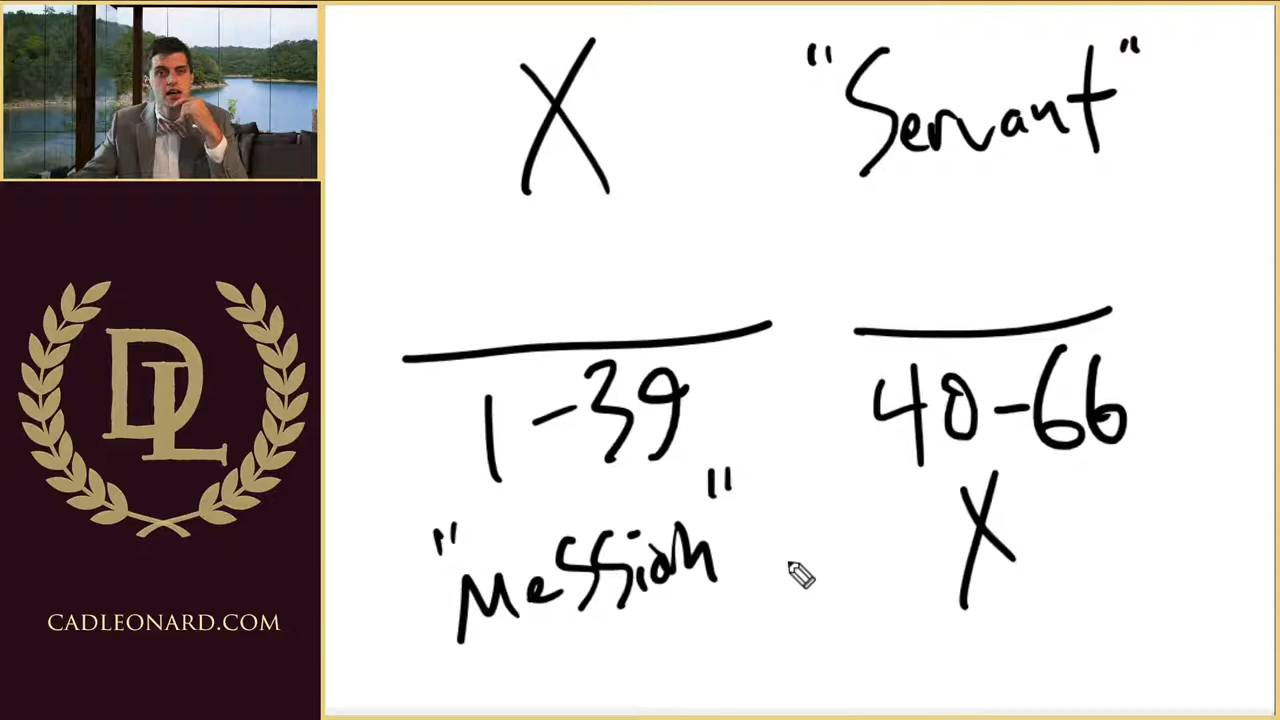 X "Servant"
1-39 40-66
"Messiah" X
DL
CADLEONARD.COM